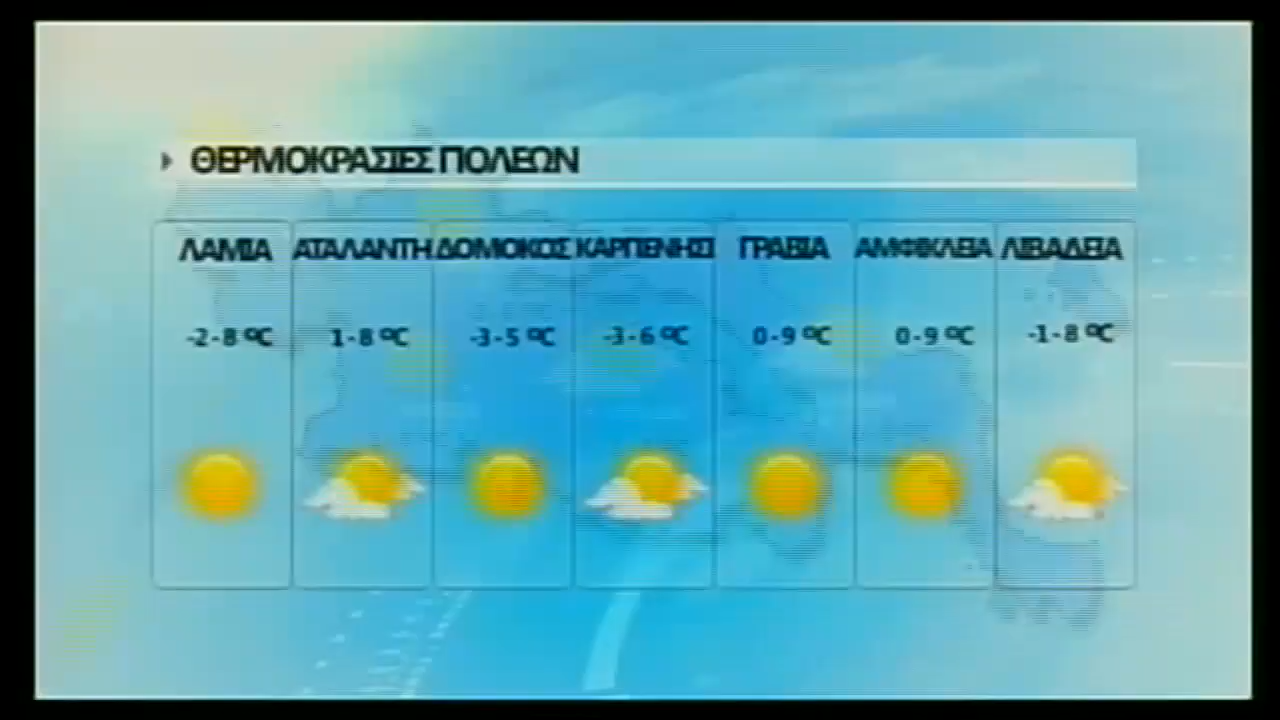 ΘΕΡΜΟΚΡΑΣΙΕΣ ΠΟΛΕΩΝ
ΛΑΜΙΑ ΑΤΑΛΑΝΤΗ ΔΟΜΟΚΟΣ ΚΑΡΠΕΝΗΣΙ ΓΡΑΒΙΑ ΑΜΦΙΚΛΕΙΑ ΛΙΒΑΔΕΙΑ
-2-8 ºC 1-8 ºC -3-5 ºC -3-6 ºC 0-9 ºC 0-9 ºC -1-8 ºC